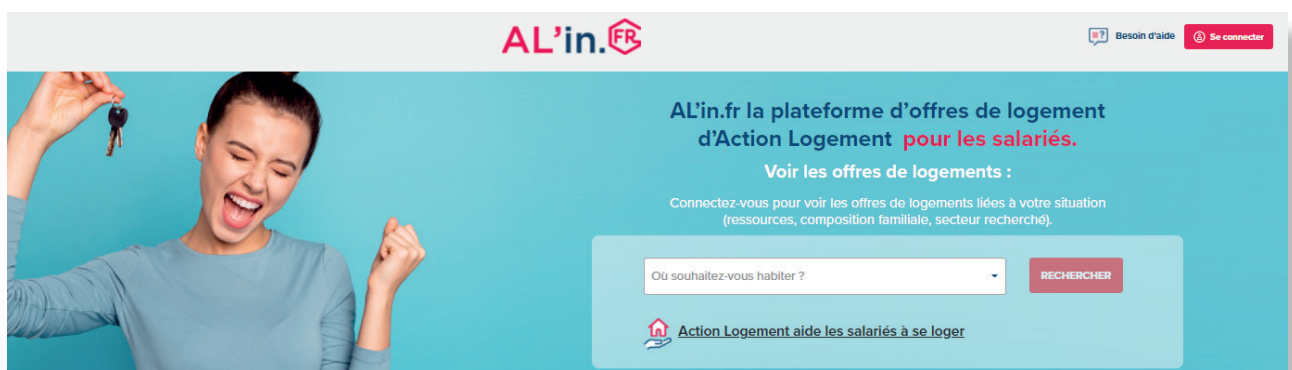 AL'in.FR
Besoin d'aide
Se connecter
AL'in.fr la plateforme d'offres de logement
d'Action Logement pour les salariés.
Voir les offres de logements :
Connectez-vous pour voir les offres de logements liées à votre situation
(ressources, composition familiale, secteur recherché).
Où souhaitez-vous habiter ?
RECHERCHER
Action Logement aide les salariés à se loger